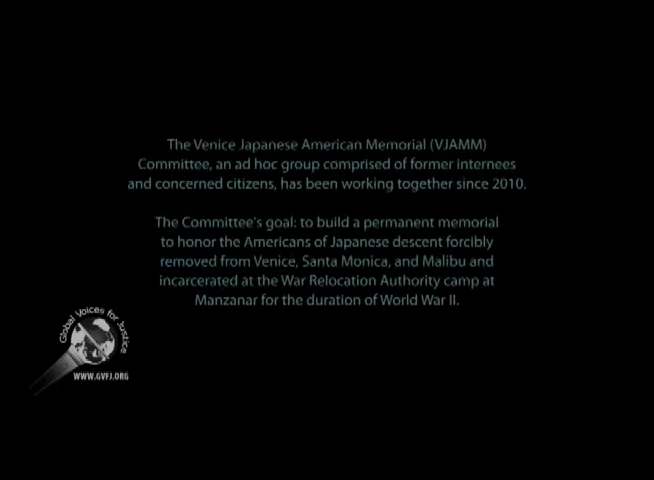 The Venice Japanese American Memorial (VJAMM)
Committee, an ad hoc group comprised of former internees
and concerned citizens, has been working together since 2010.
The Committee's goal: to build a permanent memorial
to honor the Americans of Japanese descent forcibly
removed from Venice, Santa Monica, and Malibu and
incarcerated at the War Relocation Authority camp at
Manzanar for the duration of World War II.
Global Voices for Justice
WWW.GVFJ.ORG